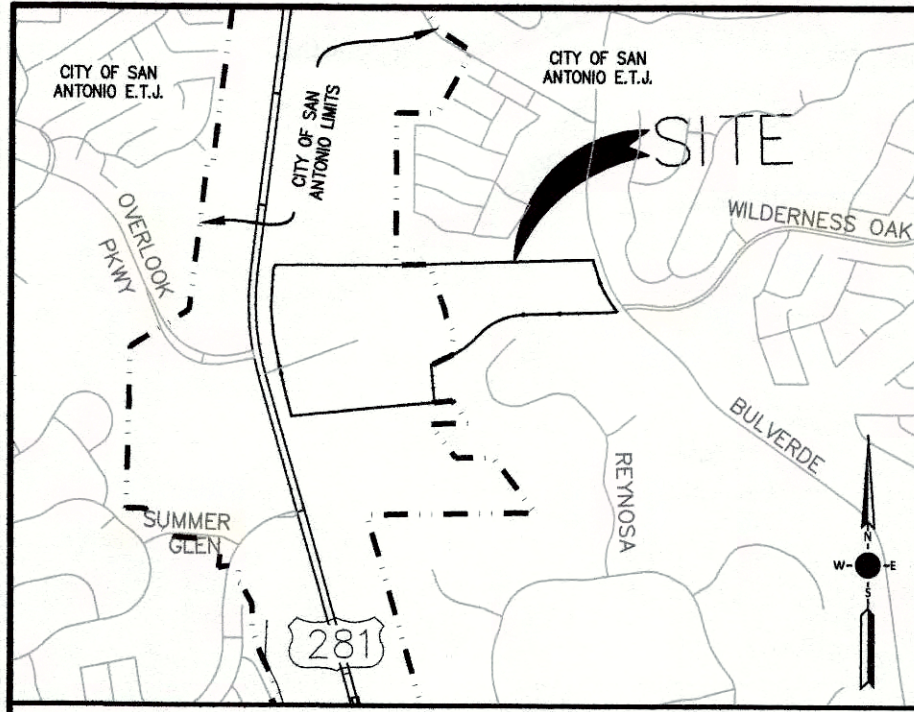 CITY OF SAN
ANTONIO E.T.J.
CITY OF SAN
ANTONIO LIMITS
CITY OF SAN
ANTONIO E.T.J.
SITE
OVERLOOK
PKWY
WILDERNESS OAK
BULVERDE
REYNOSA
SUMMER
GLEN
281
N
W
E
S